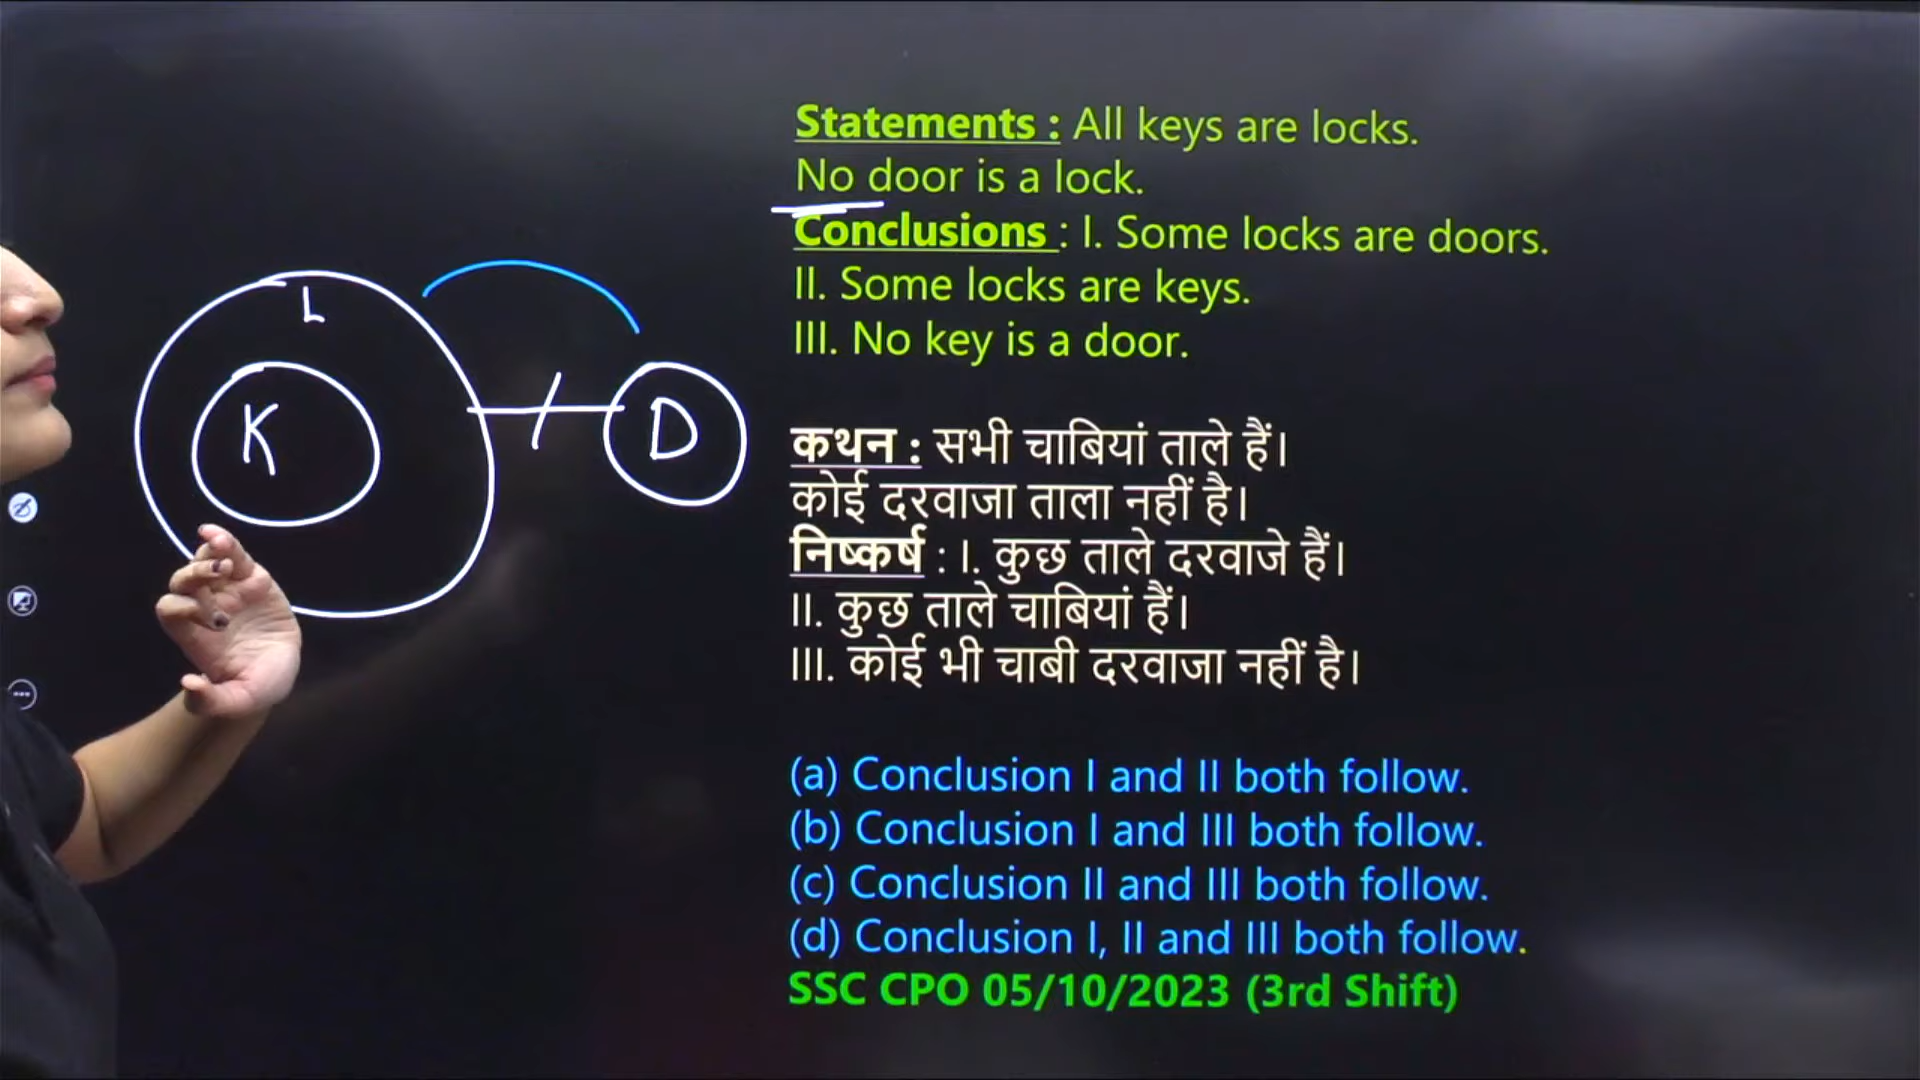 Statements : All keys are locks.
No door is a lock.
Conclusions : I. Some locks are doors.
II. Some locks are keys.
III. No key is a door.
L
K
D
कथन : सभी चाबियां ताले हैं।
कोई दरवाजा ताला नहीं है।
निष्कर्ष : I. कुछ ताले दरवाजे हैं।
II. कुछ ताले चाबियां हैं।
III. कोई भी चाबी दरवाजा नहीं है।
(a) Conclusion I and II both follow.
(b) Conclusion I and III both follow.
(c) Conclusion II and III both follow.
(d) Conclusion I, II and III both follow.
SSC CPO 05/10/2023 (3rd Shift)